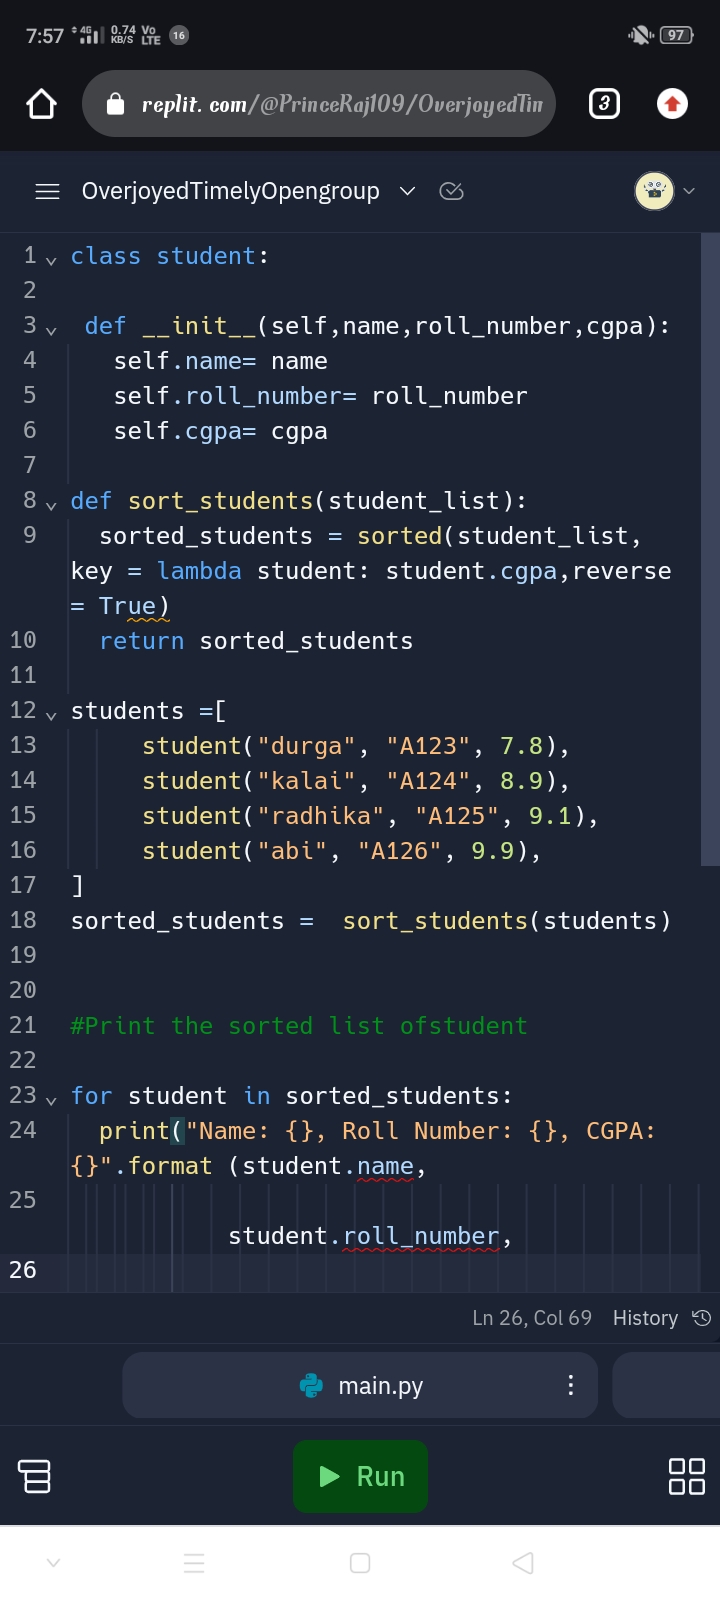 7:57 4G 0.74 KB/S Vo LTE 16 97
replit. com/@PrinceRaj109/OverjoyedTim 3
OverjoyedTimelyOpengroup
1 class student:
2
3 def __init__(self,name,roll_number,cgpa):
4 self.name= name
5 self.roll_number= roll_number
6 self.cgpa= cgpa
7
8 def sort_students(student_list):
9 sorted_students = sorted(student_list,
key = lambda student: student.cgpa,reverse
= True)
10 return sorted_students
11
12 students =[
13 student("durga", "A123", 7.8),
14 student("kalai", "A124", 8.9),
15 student("radhika", "A125", 9.1),
16 student("abi", "A126", 9.9),
17 ]
18 sorted_students =  sort_students(students)
19
20
21 #Print the sorted list ofstudent
22
23 for student in sorted_students:
24 print("Name: {}, Roll Number: {}, CGPA:
{}".format (student.name,
25
student.roll_number,
26
Ln 26, Col 69 History
main.py
Run